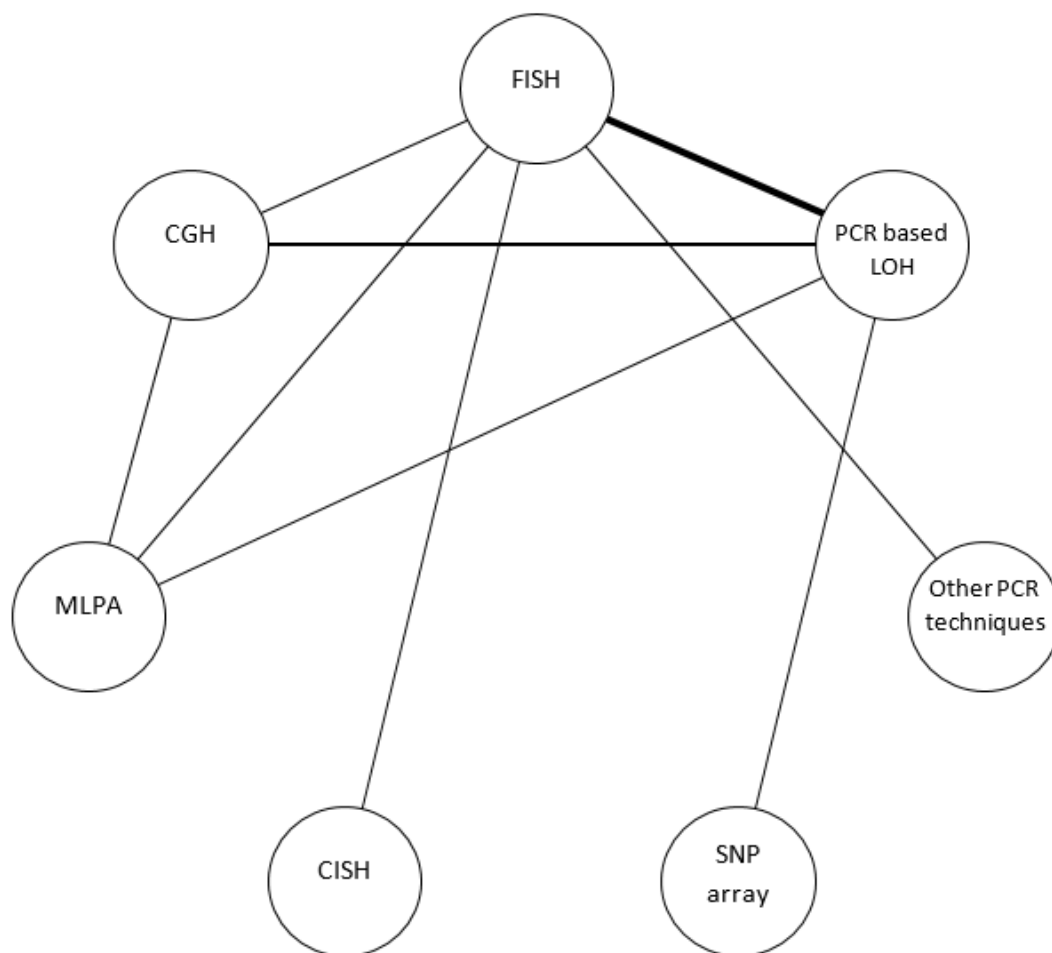 FISH
CGH
PCR based
LOH
MLPA
Other PCR
techniques
CISH
SNP
array